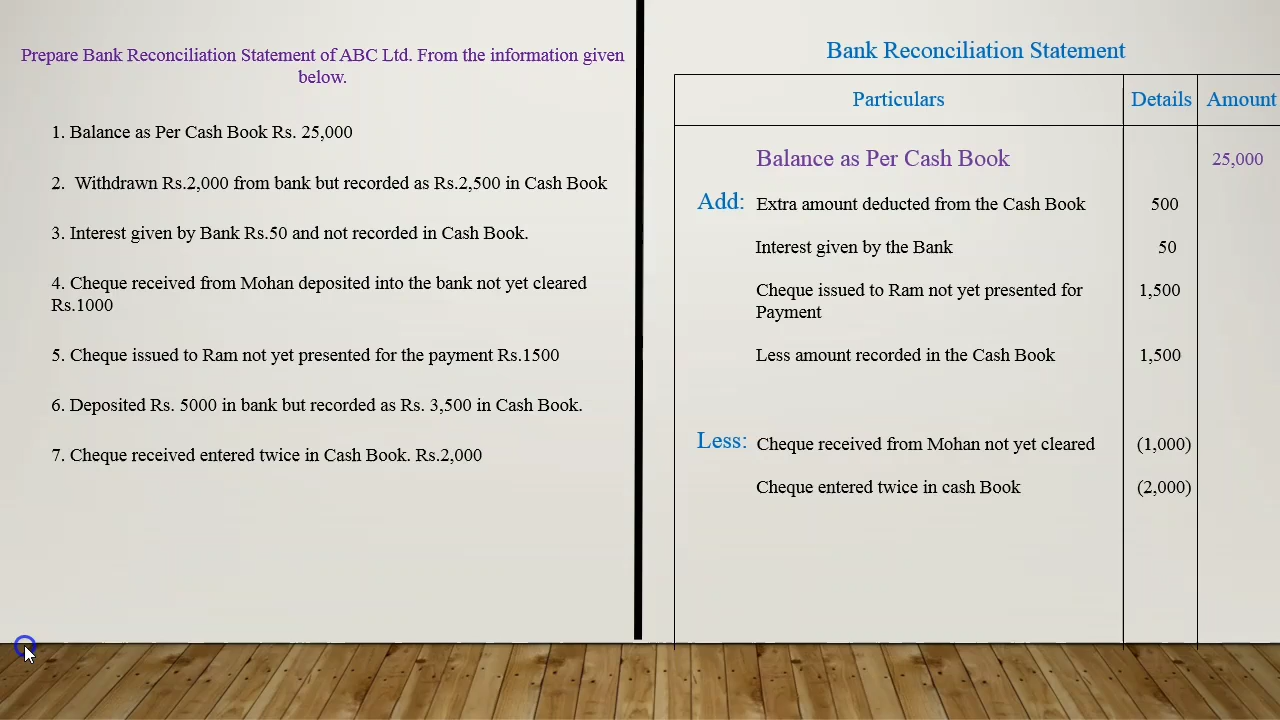 Prepare Bank Reconciliation Statement of ABC Ltd. From the information given
below.
1. Balance as Per Cash Book Rs. 25,000
2. Withdrawn Rs.2,000 from bank but recorded as Rs.2,500 in Cash Book
3. Interest given by Bank Rs.50 and not recorded in Cash Book.
4. Cheque received from Mohan deposited into the bank not yet cleared
Rs.1000
5. Cheque issued to Ram not yet presented for the payment Rs.1500
6. Deposited Rs. 5000 in bank but recorded as Rs. 3,500 in Cash Book.
7. Cheque received entered twice in Cash Book. Rs.2,000
Bank Reconciliation Statement
Particulars Details Amount
Balance as Per Cash Book 25,000
Add: Extra amount deducted from the Cash Book 500
Interest given by the Bank 50
Cheque issued to Ram not yet presented for 1,500
Payment
Less amount recorded in the Cash Book 1,500
Less: Cheque received from Mohan not yet cleared (1,000)
Cheque entered twice in cash Book (2,000)